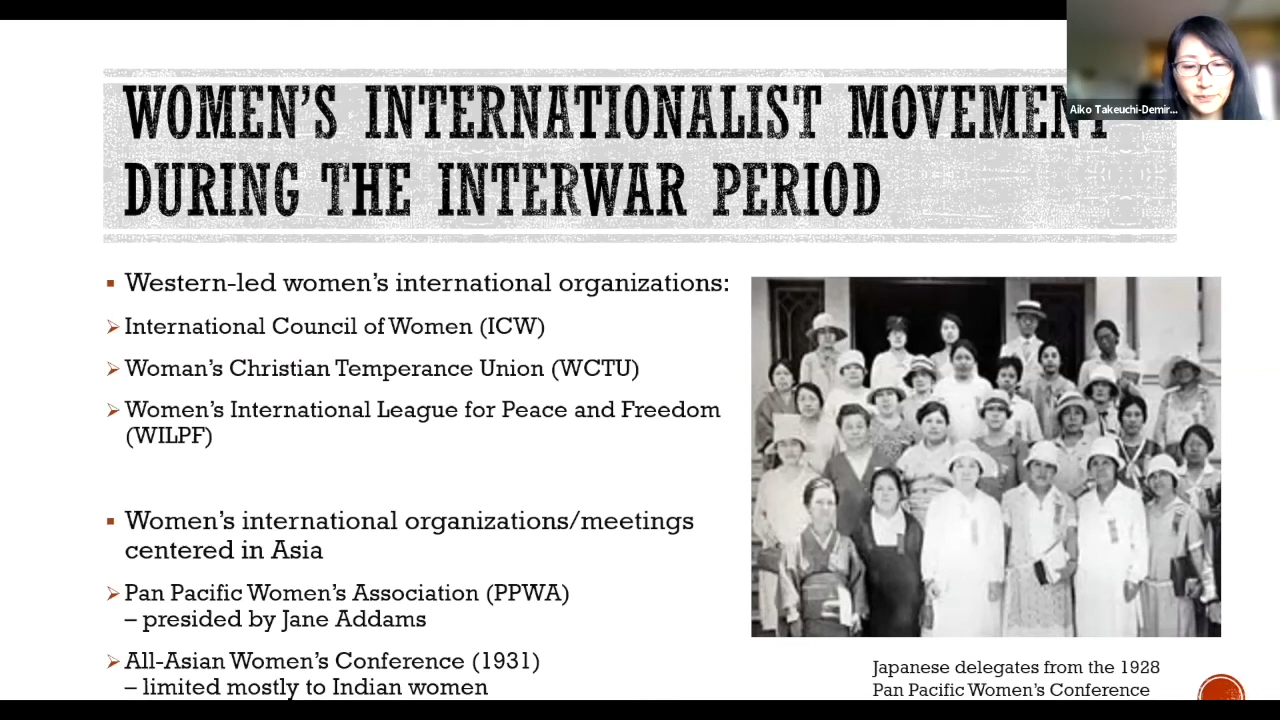 WOMEN'S INTERNATIONALIST MOVEMENT
DURING THE INTERWAR PERIOD
Aiko Takeuchi-Demir...
▪ Western-led women's international organizations:
➢ International Council of Women (ICW)
➢ Woman's Christian Temperance Union (WCTU)
➢ Women's International League for Peace and Freedom
(WILPF)
▪ Women's international organizations/meetings
centered in Asia
➢ Pan Pacific Women's Association (PPWA)
– presided by Jane Addams
➢ All-Asian Women's Conference (1931)
– limited mostly to Indian women
Japanese delegates from the 1928
Pan Pacific Women's Conference